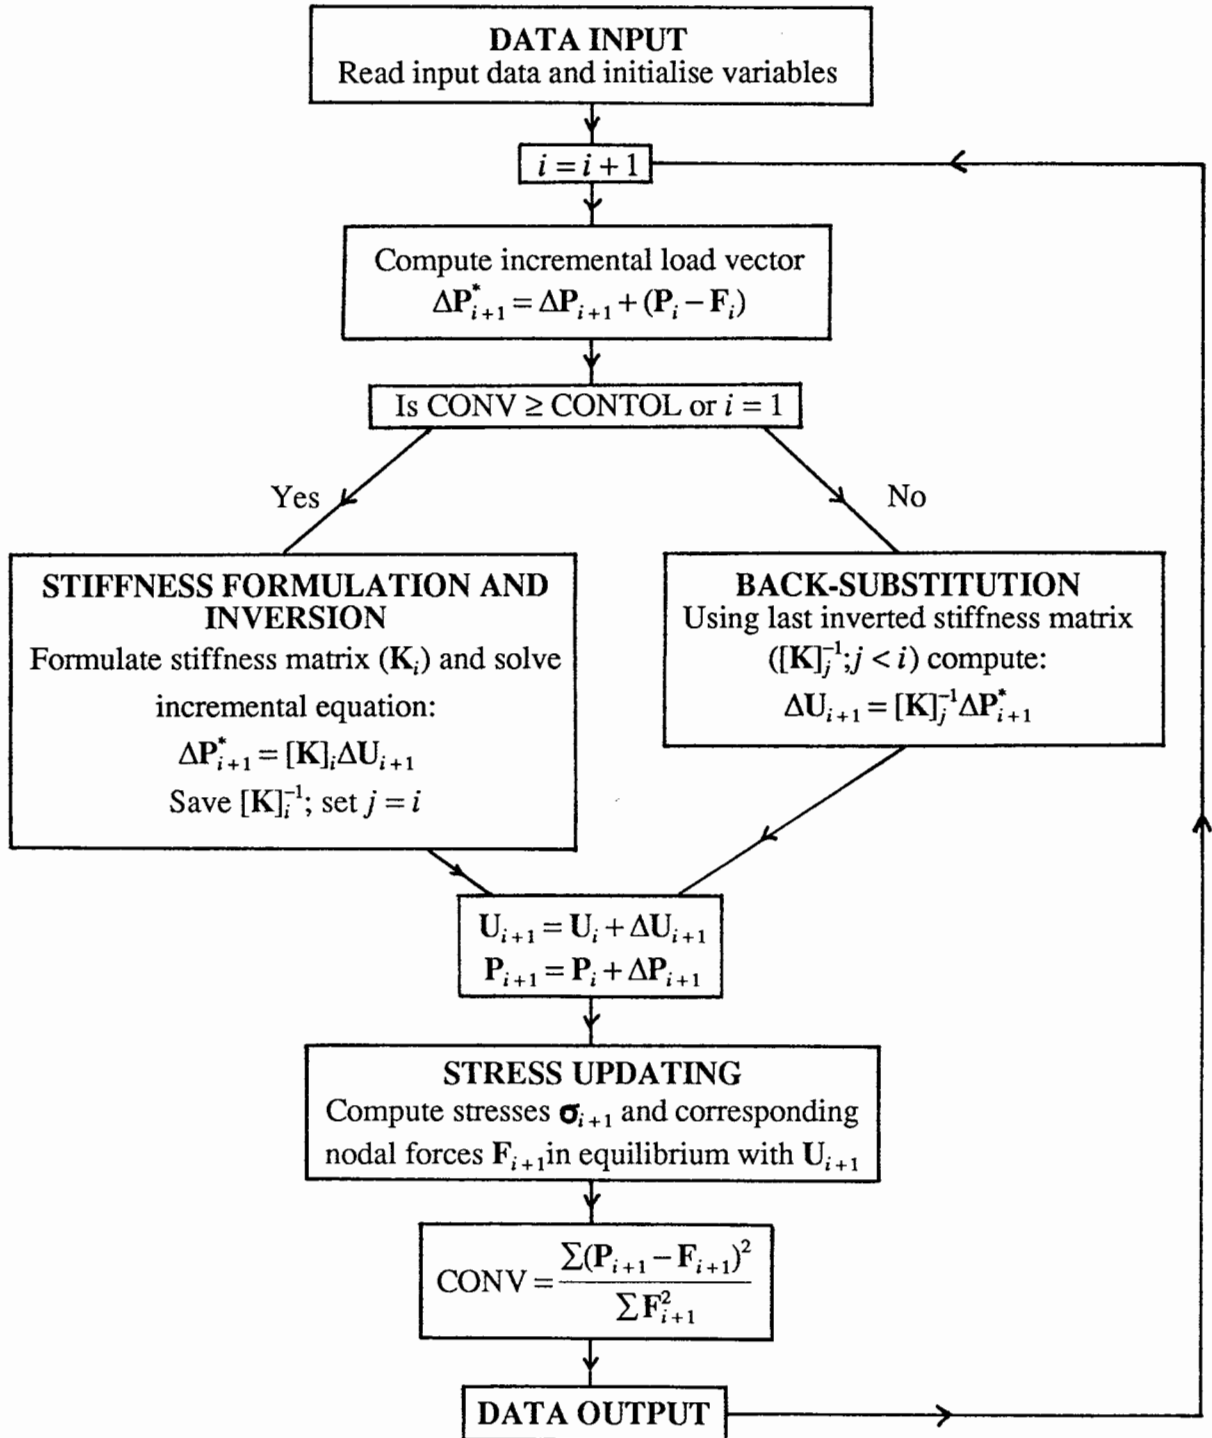 DATA INPUT
Read input data and initialise variables
i = i + 1
Compute incremental load vector
ΔP*ᵢ₊₁ = ΔPᵢ₊₁ + (Pᵢ − Fᵢ)
Is CONV ≥ CONTOL or i = 1
Yes
No
STIFFNESS FORMULATION AND
INVERSION
Formulate stiffness matrix (Kᵢ) and solve
incremental equation:
ΔP*ᵢ₊₁ = [K]ᵢΔUᵢ₊₁
Save [K]ᵢ⁻¹; set j = i
BACK-SUBSTITUTION
Using last inverted stiffness matrix
([K]ⱼ⁻¹;j < i) compute:
ΔUᵢ₊₁ = [K]ⱼ⁻¹ΔP*ᵢ₊₁
Uᵢ₊₁ = Uᵢ + ΔUᵢ₊₁
Pᵢ₊₁ = Pᵢ + ΔPᵢ₊₁
STRESS UPDATING
Compute stresses σᵢ₊₁ and corresponding
nodal forces Fᵢ₊₁ in equilibrium with Uᵢ₊₁
CONV = Σ(Pᵢ₊₁ − Fᵢ₊₁)² / ΣF²ᵢ₊₁
DATA OUTPUT